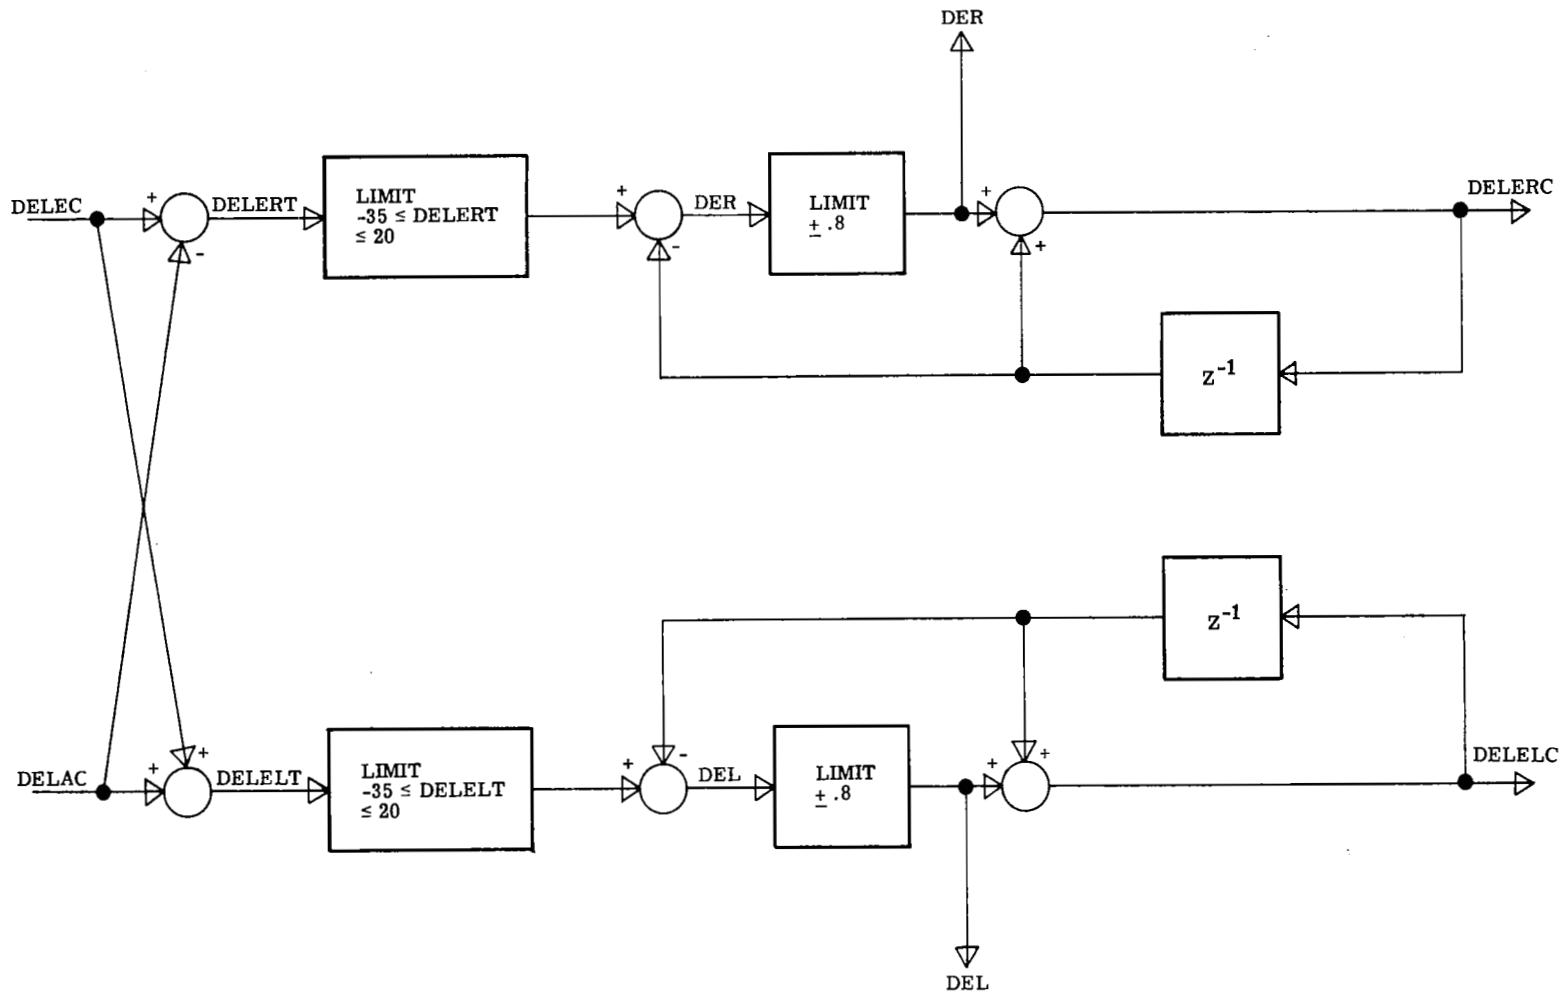 DER
DELEC
+
-
DELERT
LIMIT
-35 ≤ DELERT
≤ 20
+
-
DER
LIMIT
± .8
+
+
DELERC
z⁻¹
z⁻¹
DELAC
+
+
DELELT
LIMIT
-35 ≤ DELELT
≤ 20
+
-
DEL
LIMIT
± .8
+
+
DELELC
DEL